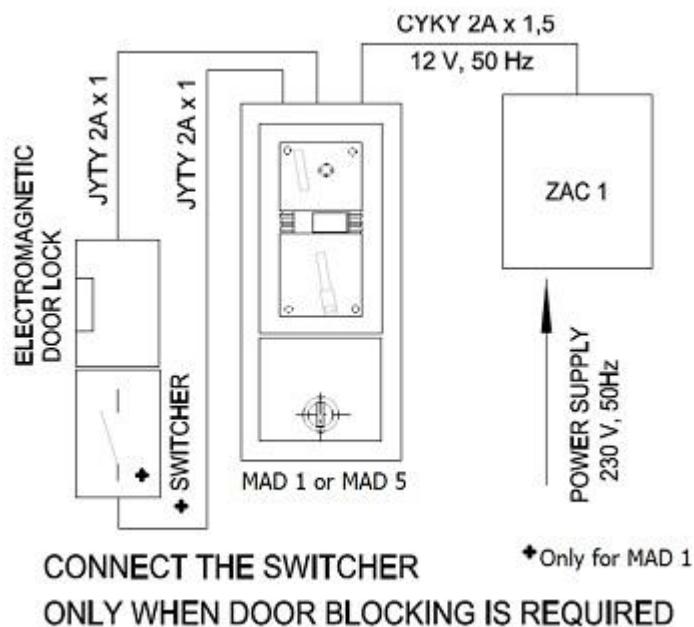 CYKY 2A x 1,5
12 V, 50 Hz
JYTY 2A x 1
JYTY 2A x 1
ZAC 1
ELECTROMAGNETIC
DOOR LOCK
✚ SWITCHER
✚
POWER SUPPLY
230 V, 50Hz
MAD 1 or MAD 5
✚Only for MAD 1
CONNECT THE SWITCHER
ONLY WHEN DOOR BLOCKING IS REQUIRED